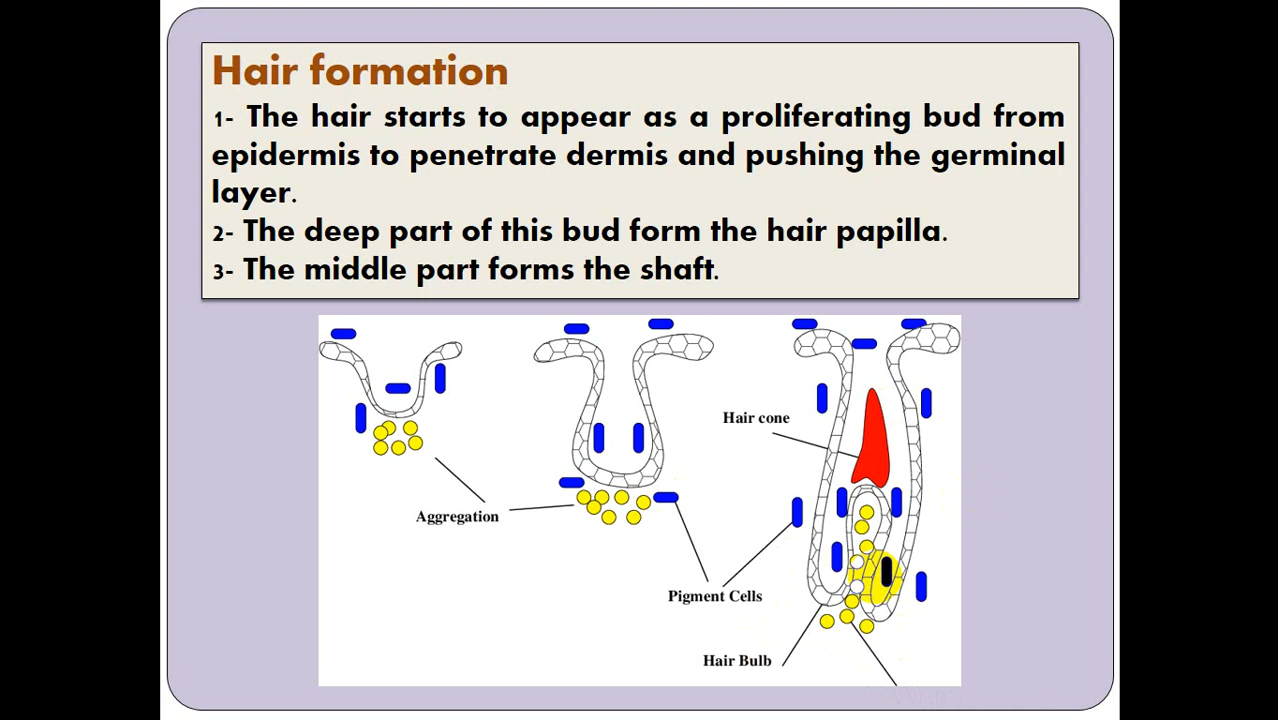 Hair formation
1- The hair starts to appear as a proliferating bud from
epidermis to penetrate dermis and pushing the germinal
layer.
2- The deep part of this bud form the hair papilla.
3- The middle part forms the shaft.
Hair cone
Aggregation
Pigment Cells
Hair Bulb